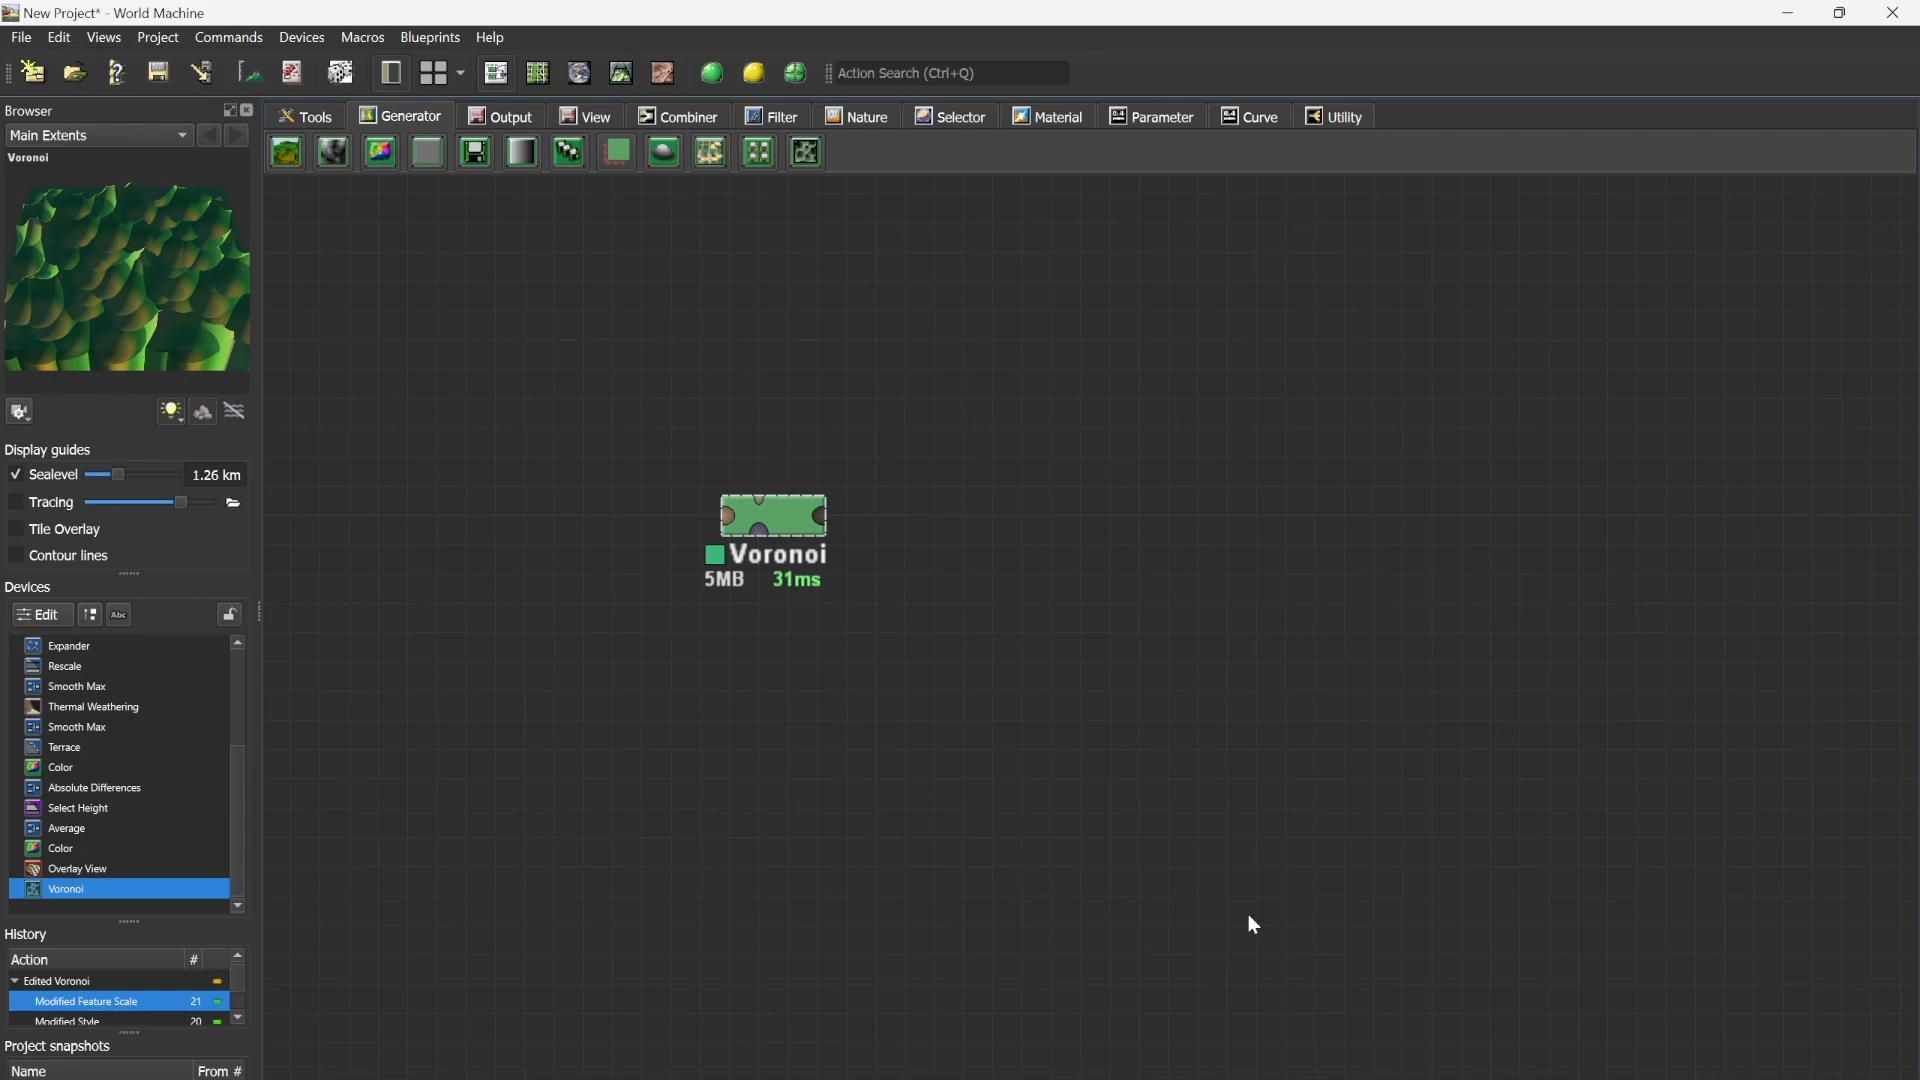 New Project* - World Machine
File Edit Views Project Commands Devices Macros Blueprints Help
Action Search (Ctrl+Q)
Browser
Main Extents
Voronoi
Tools Generator Output View Combiner Filter Nature Selector Material Parameter Curve Utility
Display guides
Sealevel 1.26 km
Tracing
Tile Overlay
Contour lines
Voronoi
5MB 31ms
Devices
Edit Abc
Expander
Rescale
Smooth Max
Thermal Weathering
Smooth Max
Terrace
Color
Absolute Differences
Select Height
Average
Color
Overlay View
Voronoi
History
Action #
Edited Voronoi
Modified Feature Scale 21
Modified Style 20
Project snapshots
Name From #